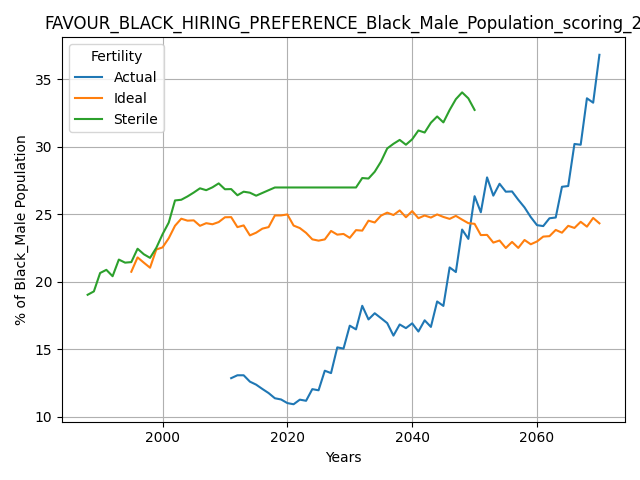 FAVOUR_BLACK_HIRING_PREFERENCE_Black_Male_Population_scoring_2
Fertility
Actual
Ideal
Sterile
% of Black_Male Population
35
30
25
20
15
10
2000
2020
2040
2060
Years